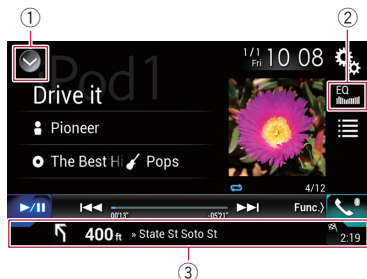 ① ②
iPod1
1/1 Fri 10 08
EQ
Drive it
Pioneer
The Best Hi Pops
4/12
00'13" -05'21"
Func.
400 ft » State St Soto St
2:19
③